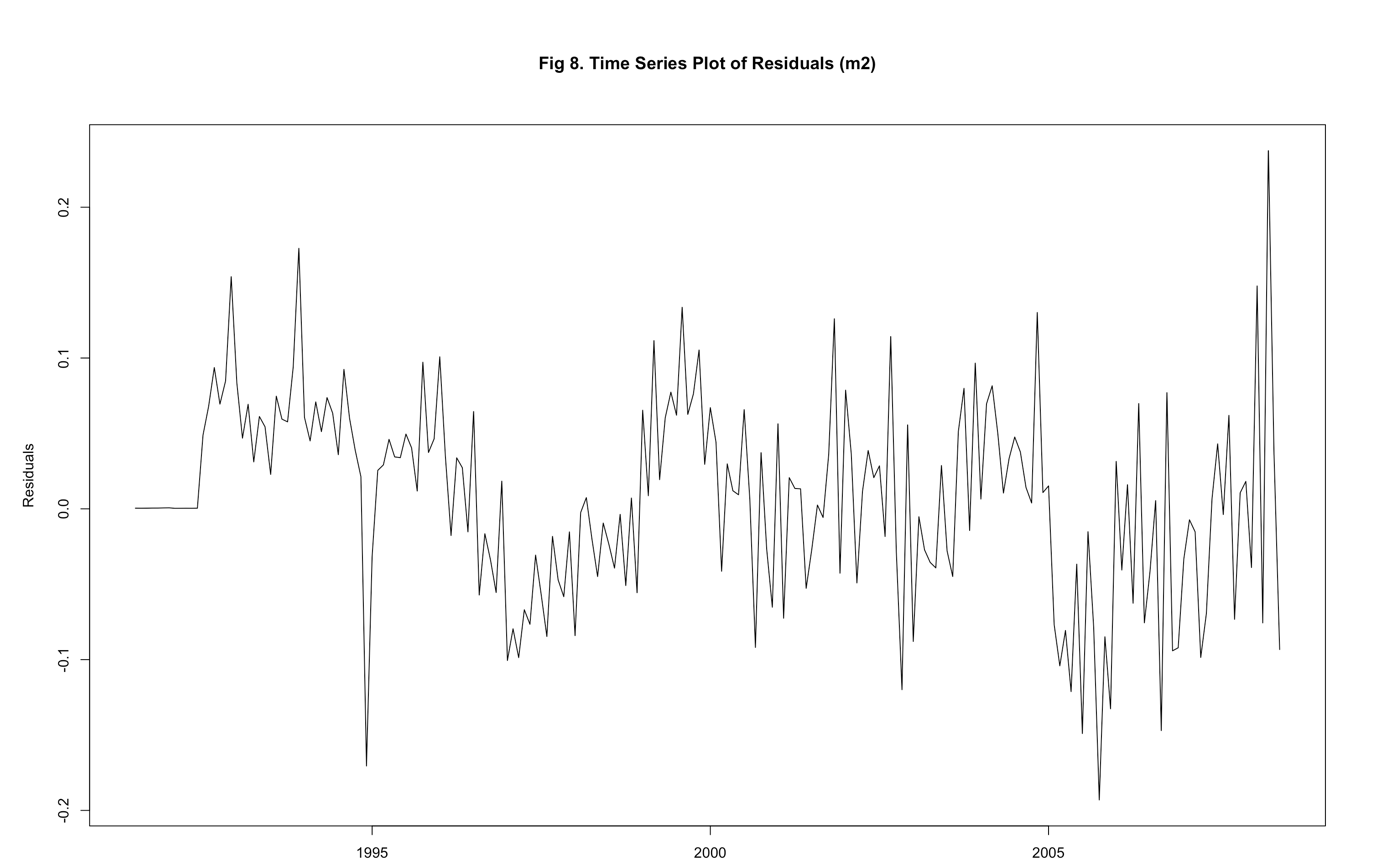 Fig 8. Time Series Plot of Residuals (m2)
Residuals
0.2
0.1
0.0
-0.1
-0.2
1995 2000 2005